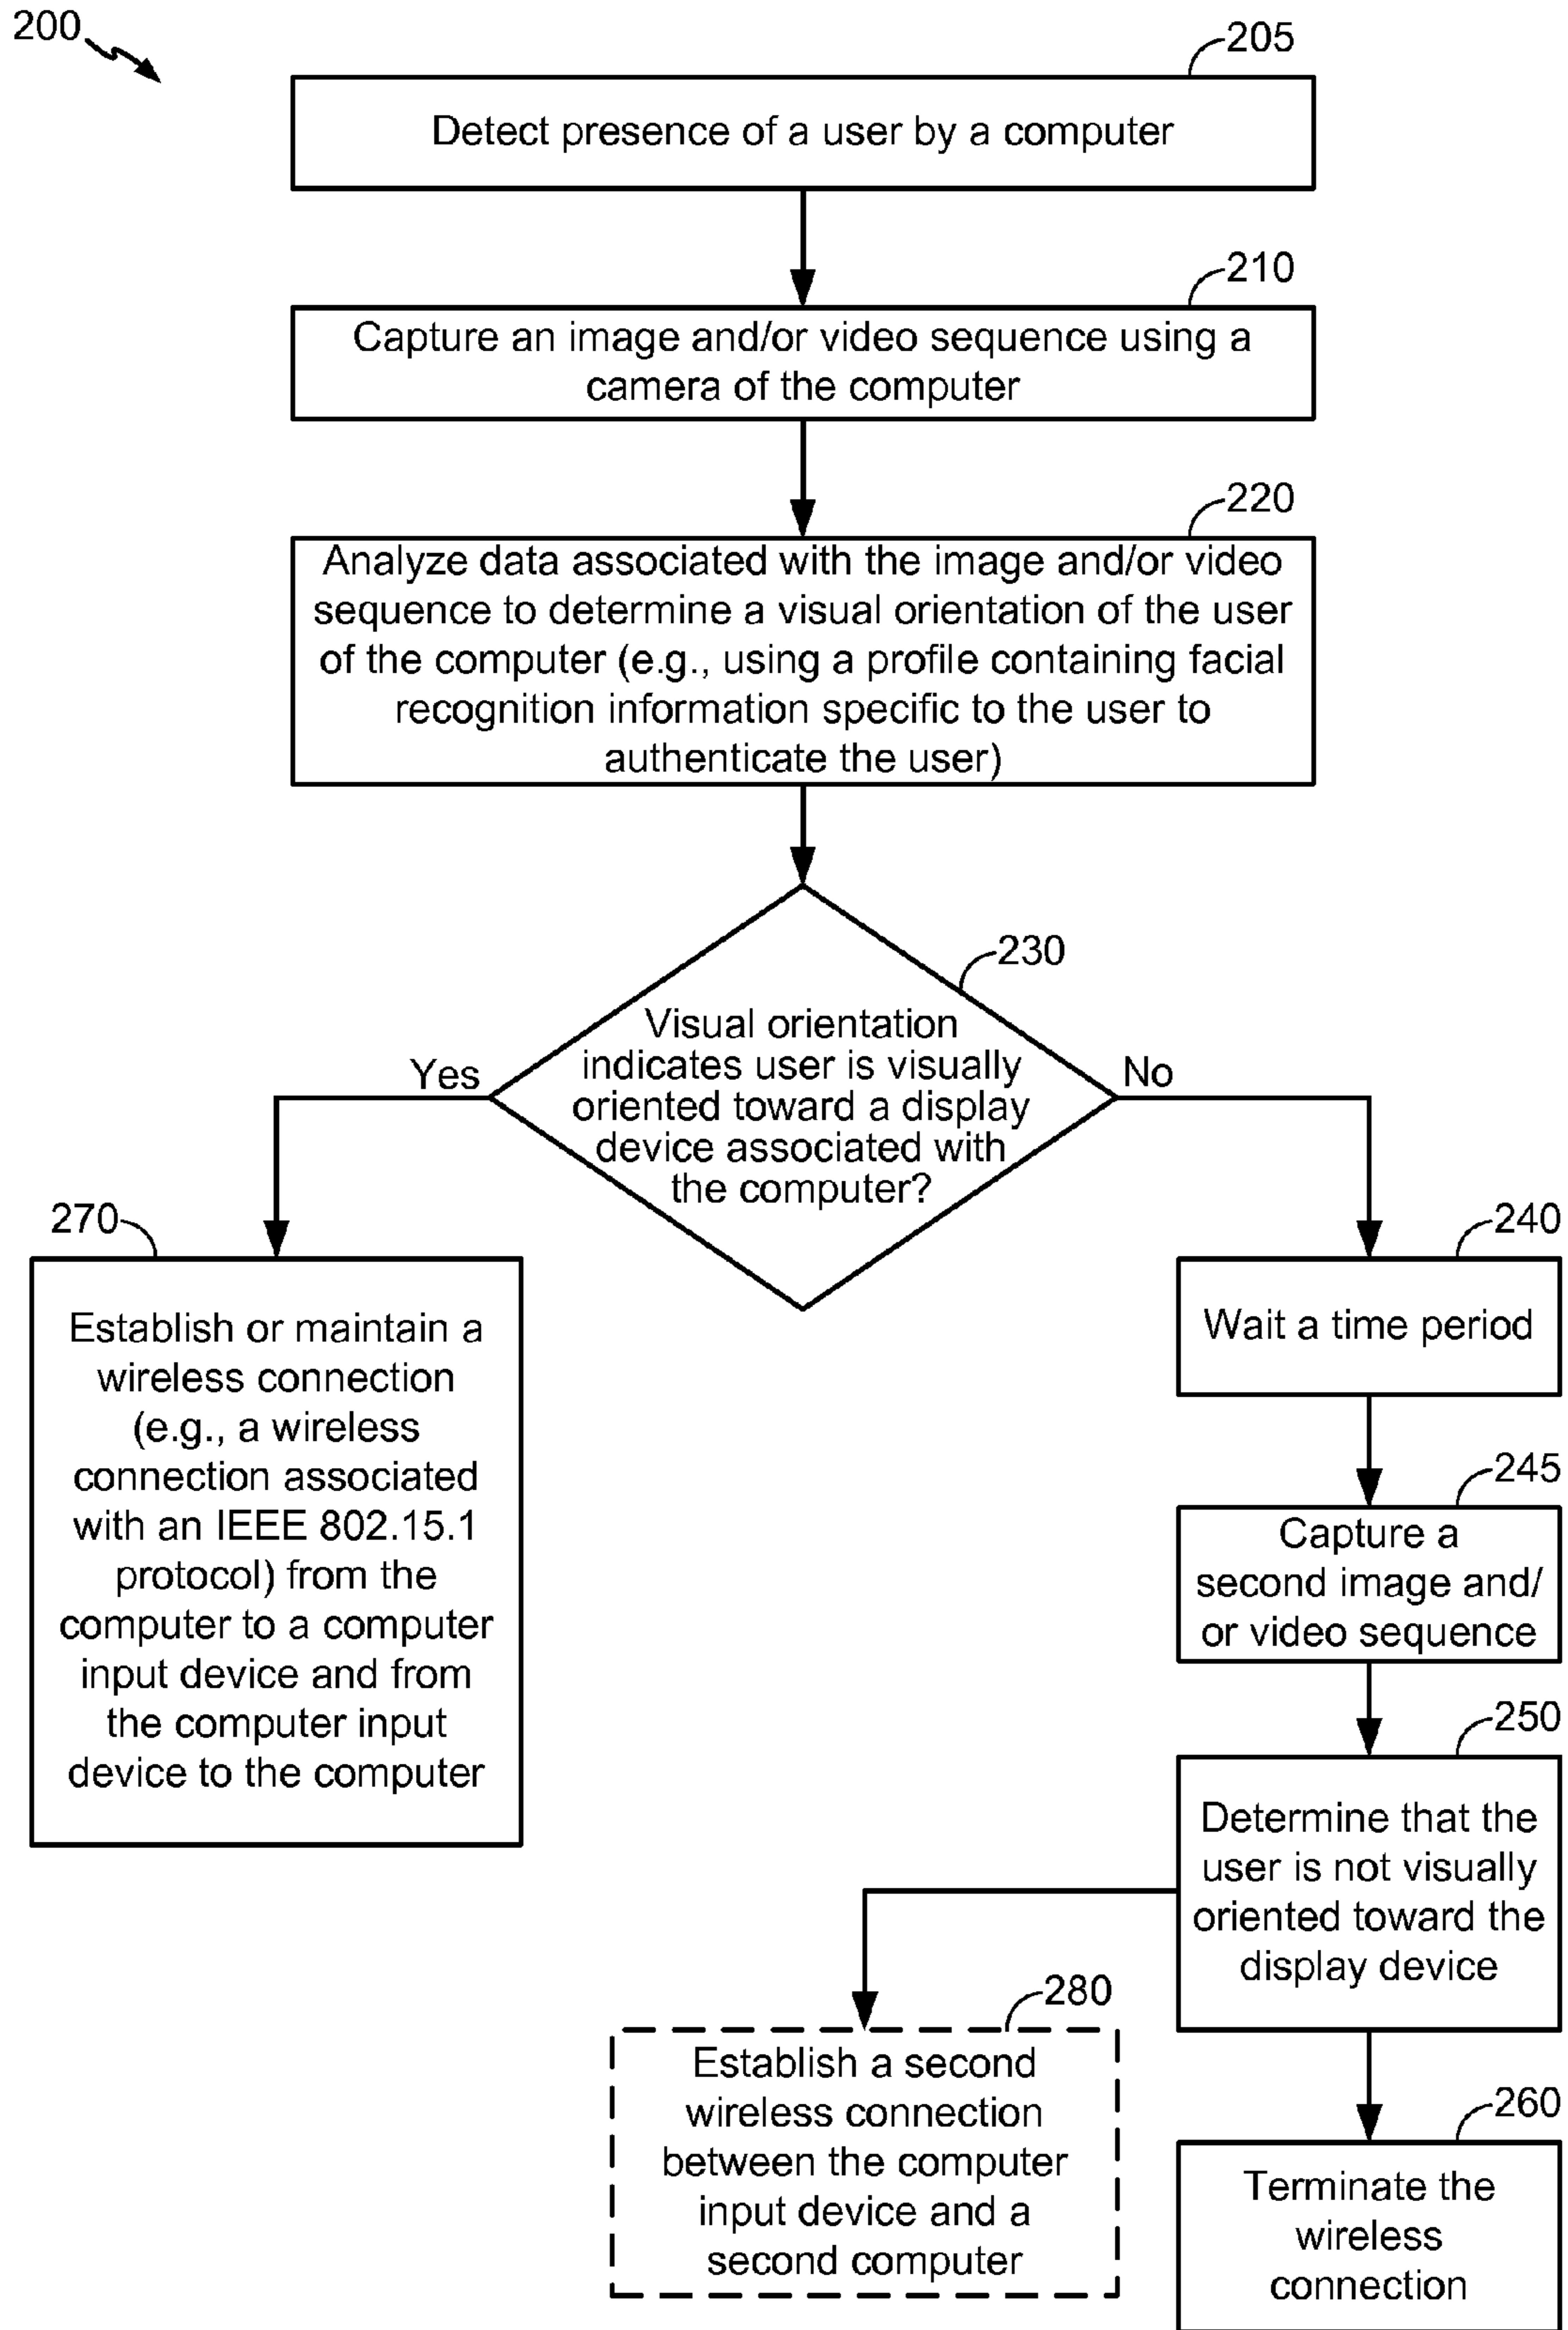 200
205
Detect presence of a user by a computer
210
Capture an image and/or video sequence using a
camera of the computer
220
Analyze data associated with the image and/or video
sequence to determine a visual orientation of the user
of the computer (e.g., using a profile containing facial
recognition information specific to the user to
authenticate the user)
230
Visual orientation
indicates user is visually
oriented toward a display
device associated with
the computer?
Yes
No
270
Establish or maintain a
wireless connection
(e.g., a wireless
connection associated
with an IEEE 802.15.1
protocol) from the
computer to a computer
input device and from
the computer input
device to the computer
240
Wait a time period
245
Capture a
second image and/
or video sequence
250
Determine that the
user is not visually
oriented toward the
display device
280
Establish a second
wireless connection
between the computer
input device and a
second computer
260
Terminate the
wireless
connection